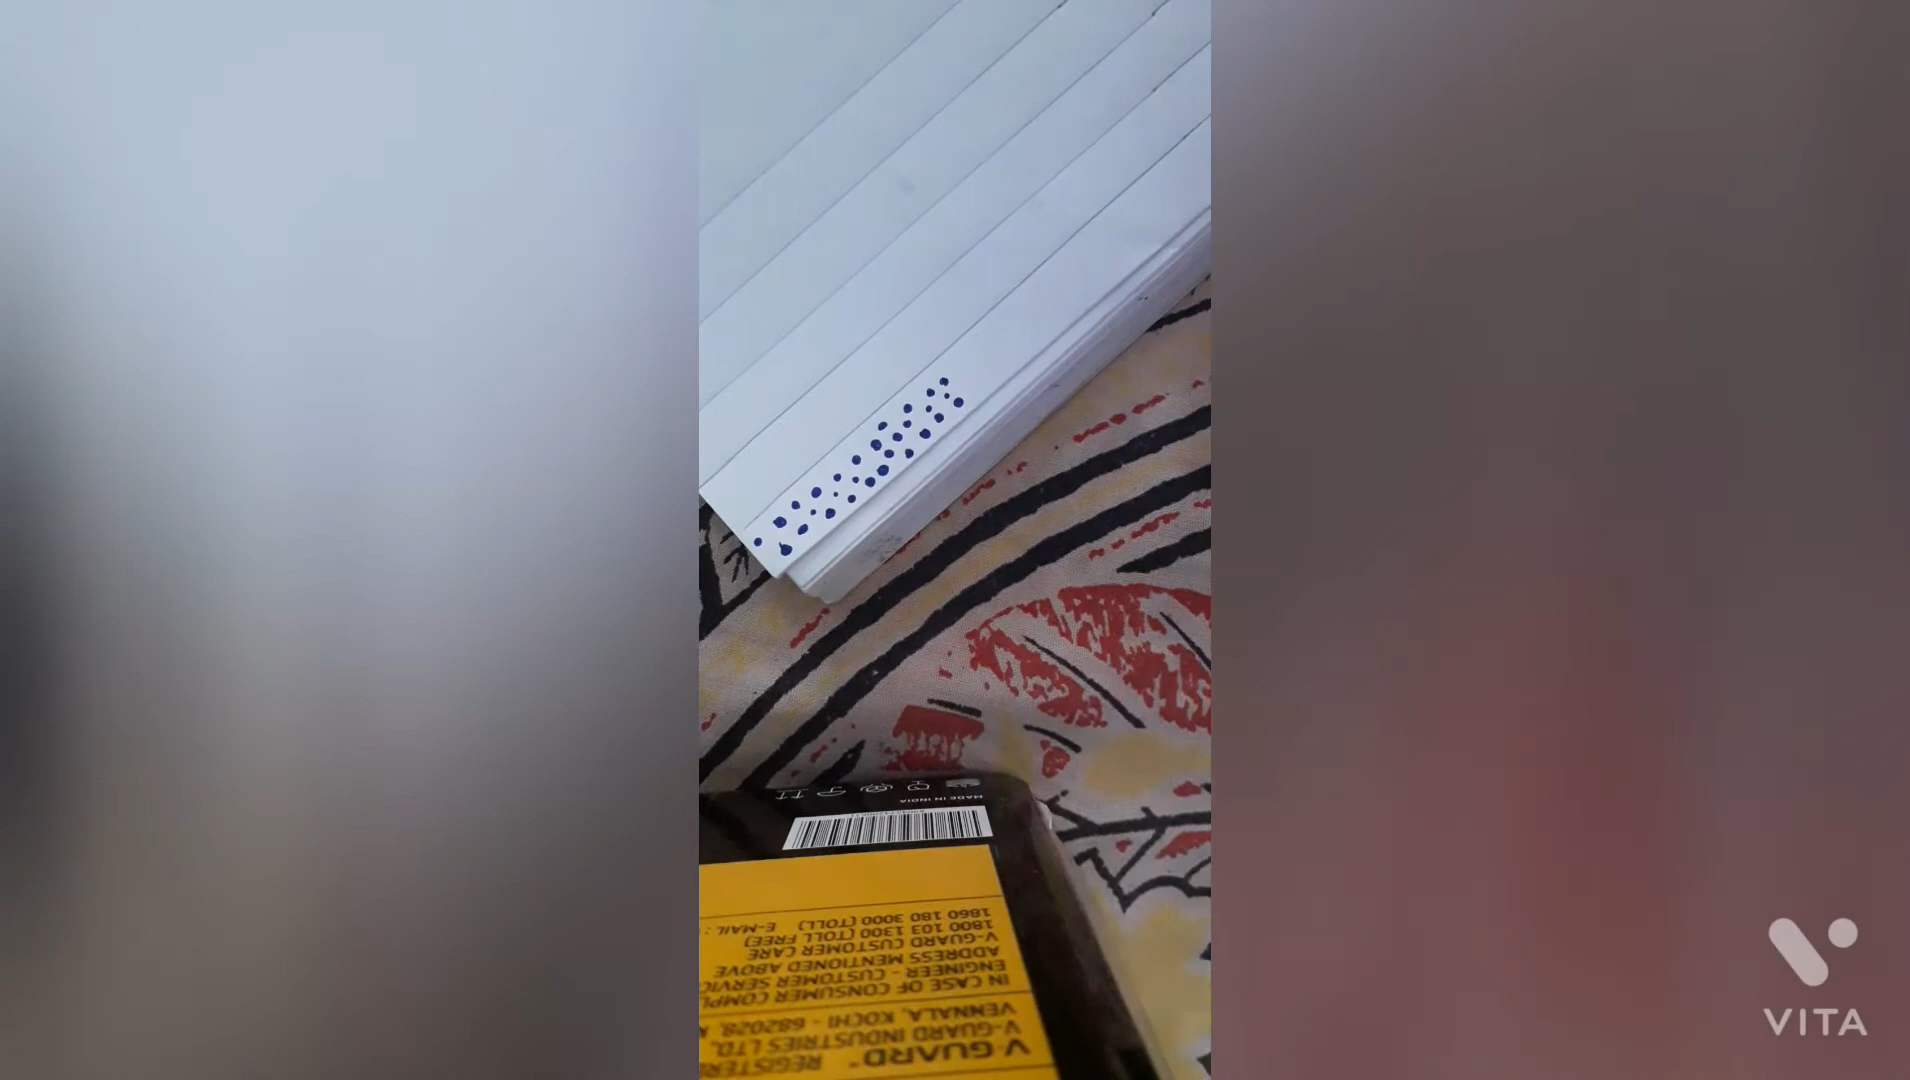 MADE IN INDIA
V-GUARD
REGISTERE
V-GUARD INDUSTRIES LTD,
VENNALA, KOCHI - 682028,
IN CASE OF CONSUMER COMPL
ENGINEER - CUSTOMER SERVIC
ADDRESS MENTIONED ABOVE
V-GUARD CUSTOMER CARE
1800 103 1300 (TOLL FREE)
1860 180 3000 (TOLL) E-MAIL :
VITA